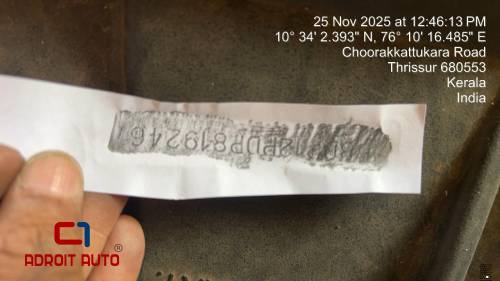 25 Nov 2025 at 12:46:13 PM
10° 34' 2.393" N, 76° 10' 16.485" E
Choorakkattukara Road
Thrissur 680553
Kerala
India
PDP819246
ADROIT AUTO®